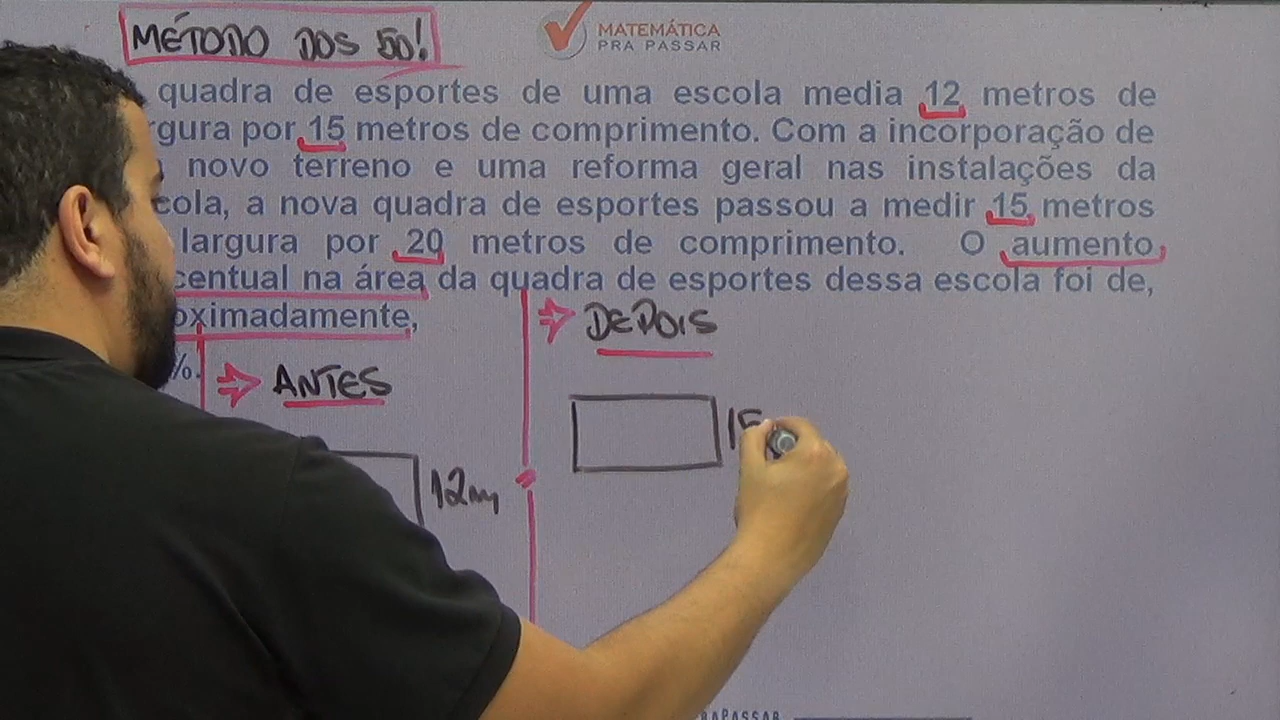 MÉTODO DOS 50!
MATEMÁTICA
PRA PASSAR
quadra de esportes de uma escola media 12 metros de
rgura por 15 metros de comprimento. Com a incorporação de
novo terreno e uma reforma geral nas instalações da
cola, a nova quadra de esportes passou a medir 15 metros
largura por 20 metros de comprimento. O aumento
centual na área da quadra de esportes dessa escola foi de,
oximadamente,
DEPOIS
%.
ANTES
15
12m
RAPASSAR